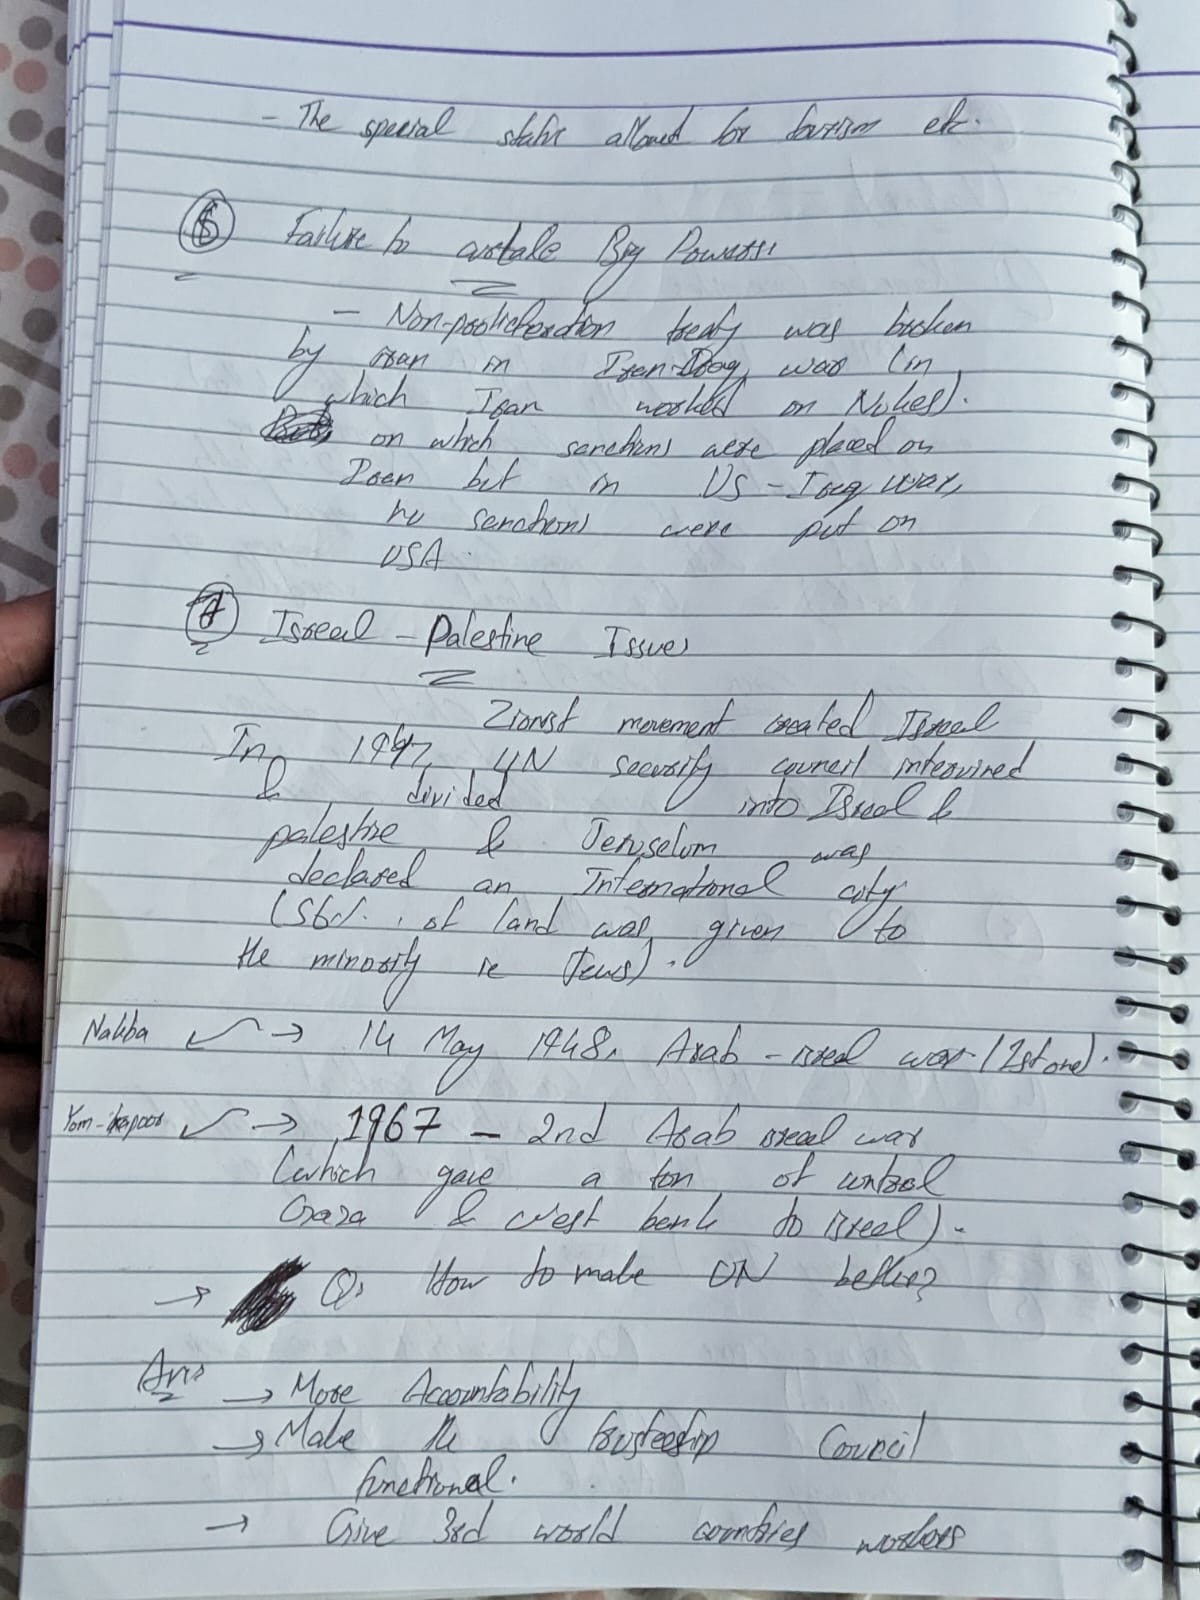 - The special status allowed for tourism etc.
6 Failure to overtake Big Powers:
- Non-proliferation treaty was broken
by Iran in Iran-Iraq war (in
which Iran worked on Nukes).
on which sanctions were placed on
Iran but in US - Iraq war,
no sanctions were put on
USA.
7 Isreal - Palestine Issues
Zionist movement created Isreal
In 1947, UN security council intervined
& divided into Isreal &
palestine & Jeruselum was
declared an International city
(56%. of land was given to
the minority ie Jews).
Nakba → 14 May 1948, Arab - isreal war (1st one).
Yom- → 1967 - 2nd Arab isreal war
(which gave a ton of control
Gaza & West bank to isreal).
→ Q: How to make UN better?
Ans → More Accountability
→ Make the trusteeship Council
functional.
→ Give 3rd world countries workers